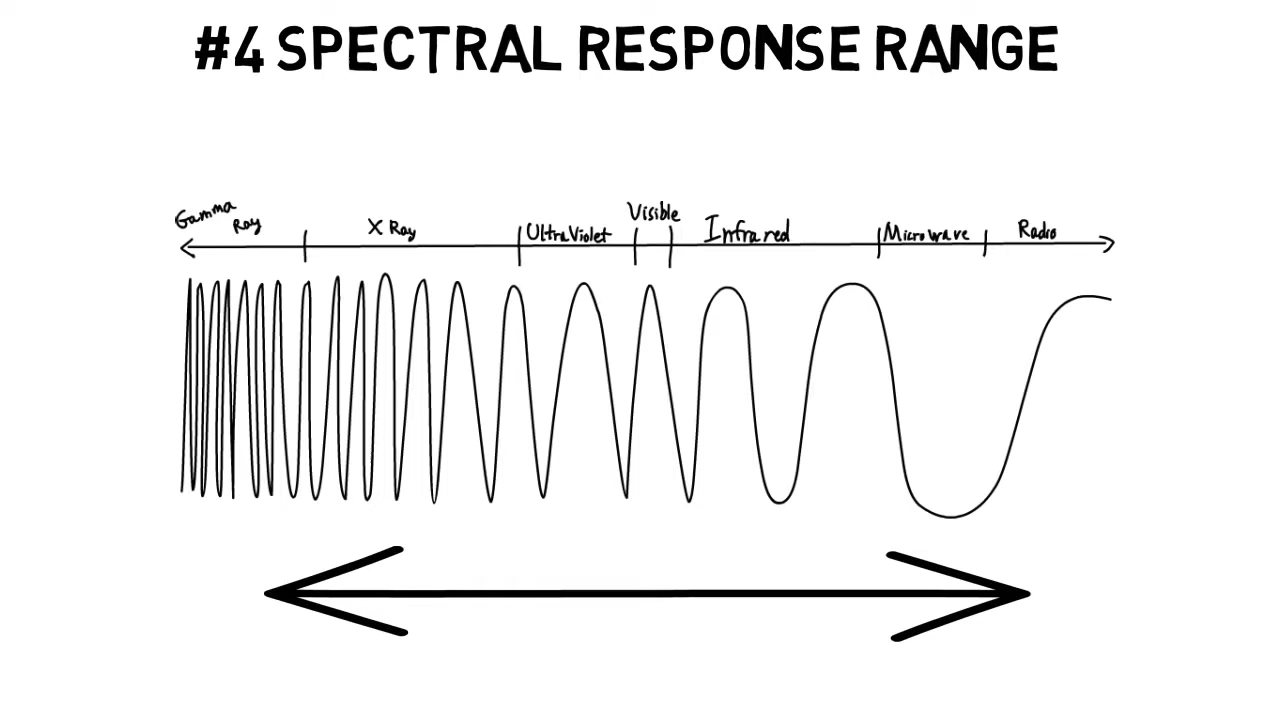 #4 SPECTRAL RESPONSE RANGE
Gamma Ray
X Ray
UltraViolet
Visible
Infrared
Microwave
Radio